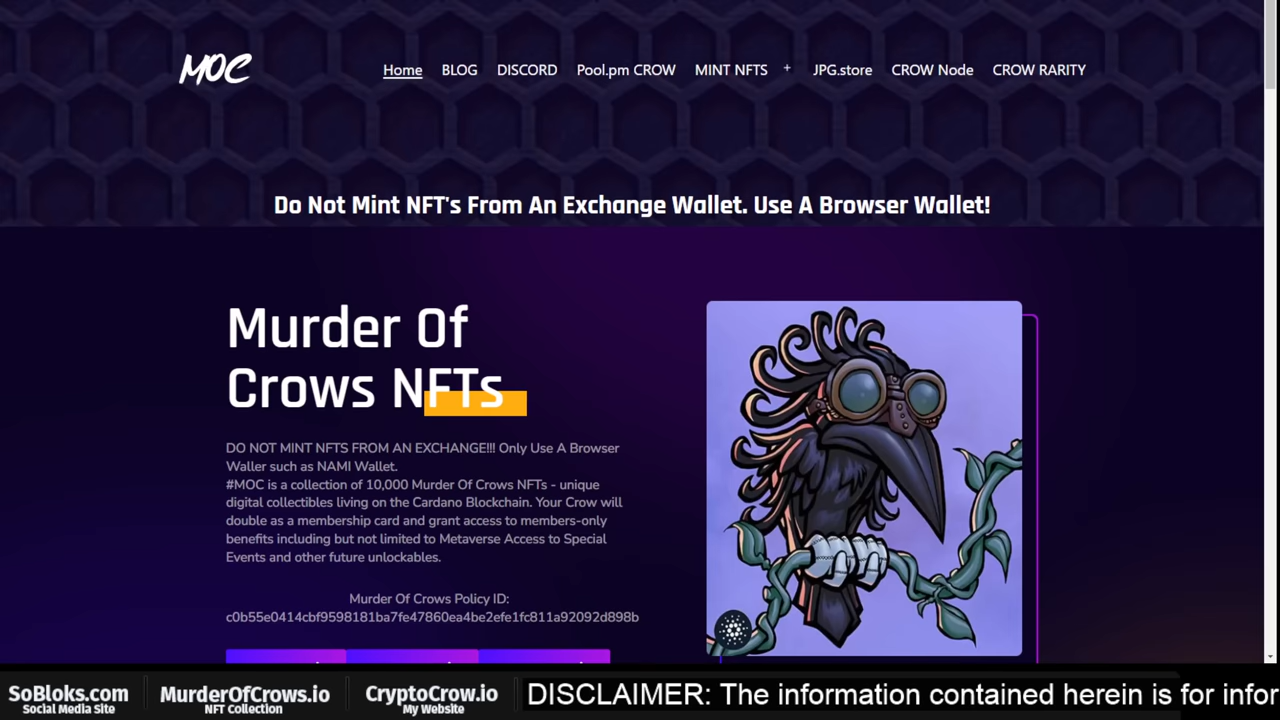 MOC
Home BLOG DISCORD Pool.pm CROW MINT NFTS + JPG.store CROW Node CROW RARITY
Do Not Mint NFT's From An Exchange Wallet. Use A Browser Wallet!
Murder Of
Crows NFTs
DO NOT MINT NFTS FROM AN EXCHANGE!!! Only Use A Browser
Waller such as NAMI Wallet.
#MOC is a collection of 10,000 Murder Of Crows NFTs - unique
digital collectibles living on the Cardano Blockchain. Your Crow will
double as a membership card and grant access to members-only
benefits including but not limited to Metaverse Access to Special
Events and other future unlockables.
Murder Of Crows Policy ID:
c0b55e0414cbf9598181ba7fe47860ea4be2efe1fc811a92092d898b
SoBloks.com
Social Media Site
MurderOfCrows.io
NFT Collection
CryptoCrow.io
My Website
DISCLAIMER: The information contained herein is for infor